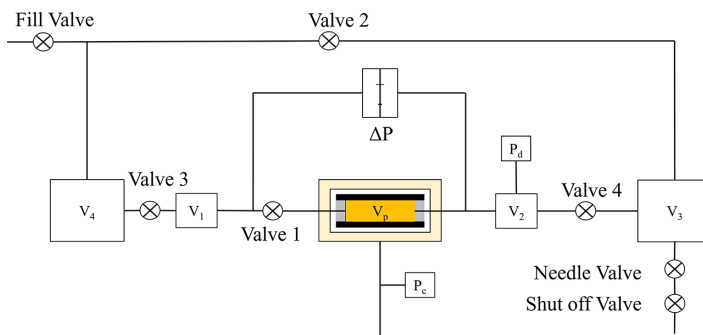 Fill Valve
Valve 2
ΔP
P_d
Valve 3
Valve 4
V_4
V_1
V_p
V_2
V_3
Valve 1
P_c
Needle Valve
Shut off Valve